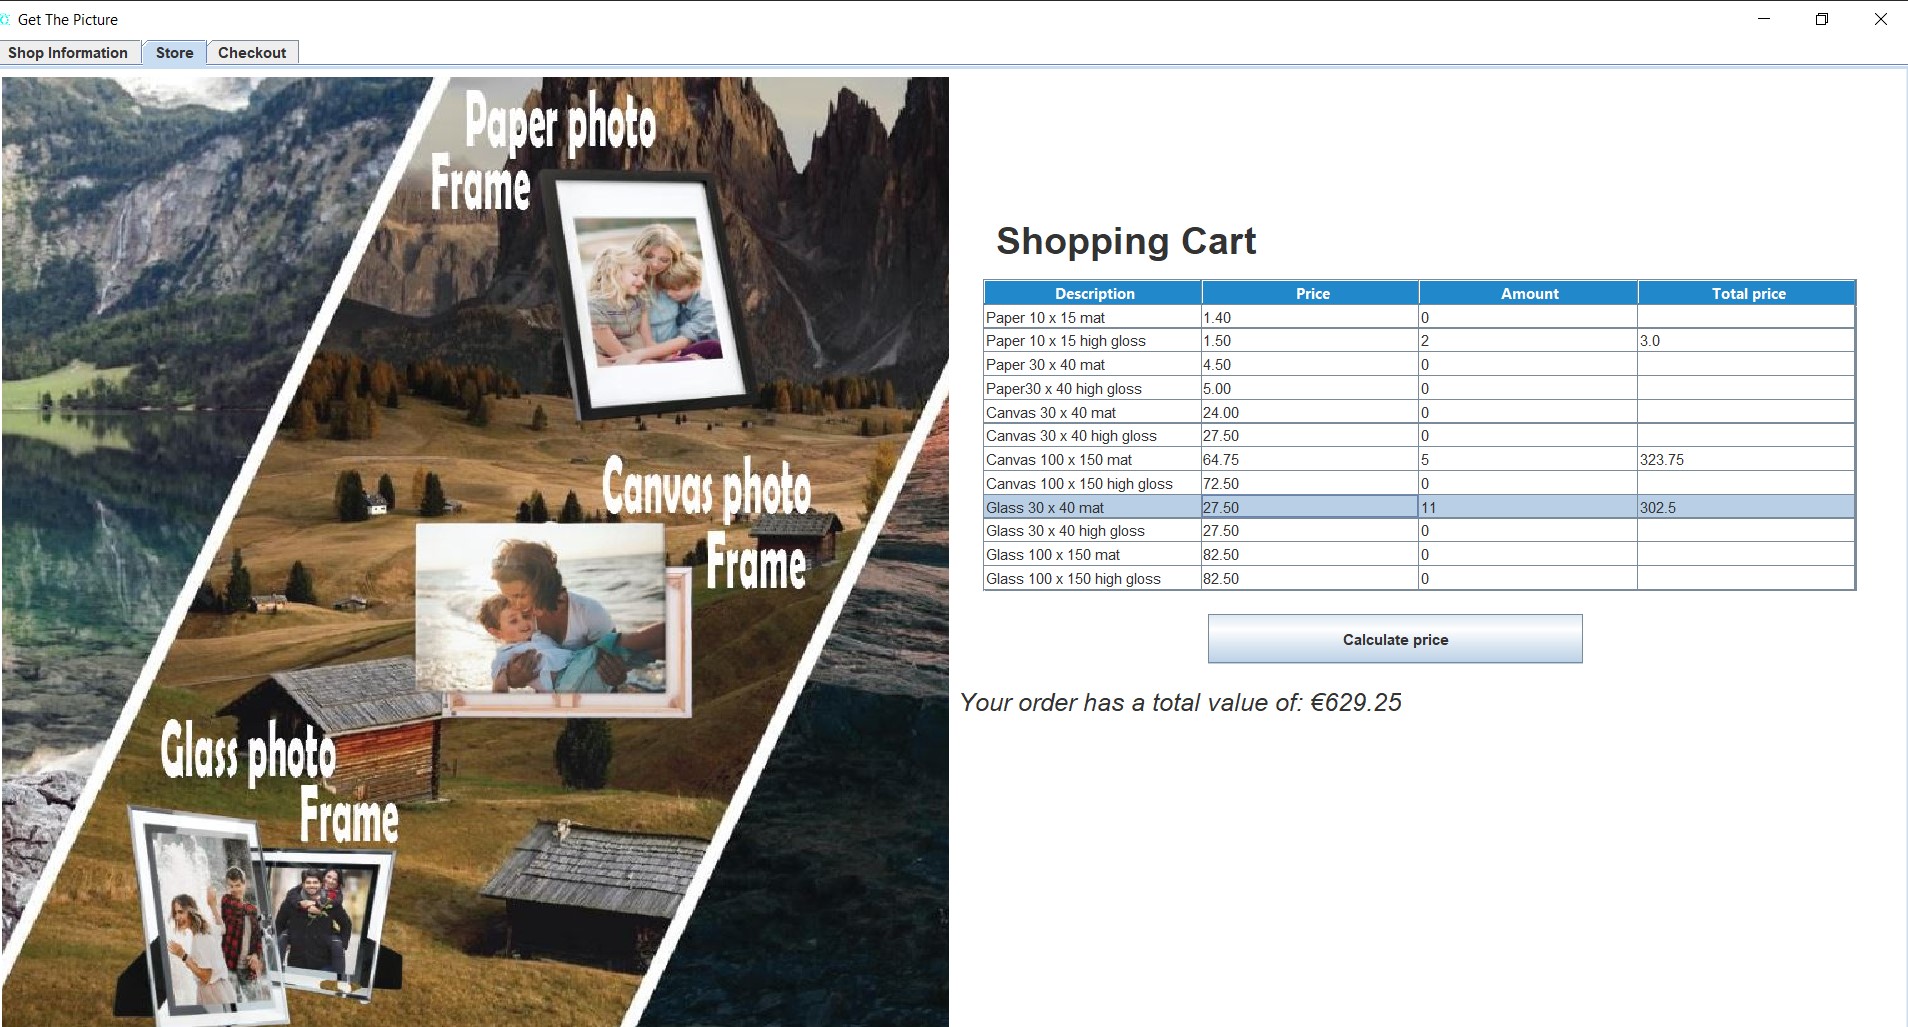 Get The Picture
Shop Information Store Checkout
Paper photo
Frame
Canvas photo
Frame
Glass photo
Frame
Shopping Cart
Description Price Amount Total price
Paper 10 x 15 mat 1.40 0
Paper 10 x 15 high gloss 1.50 2 3.0
Paper 30 x 40 mat 4.50 0
Paper30 x 40 high gloss 5.00 0
Canvas 30 x 40 mat 24.00 0
Canvas 30 x 40 high gloss 27.50 0
Canvas 100 x 150 mat 64.75 5 323.75
Canvas 100 x 150 high gloss 72.50 0
Glass 30 x 40 mat 27.50 11 302.5
Glass 30 x 40 high gloss 27.50 0
Glass 100 x 150 mat 82.50 0
Glass 100 x 150 high gloss 82.50 0
Calculate price
Your order has a total value of: €629.25